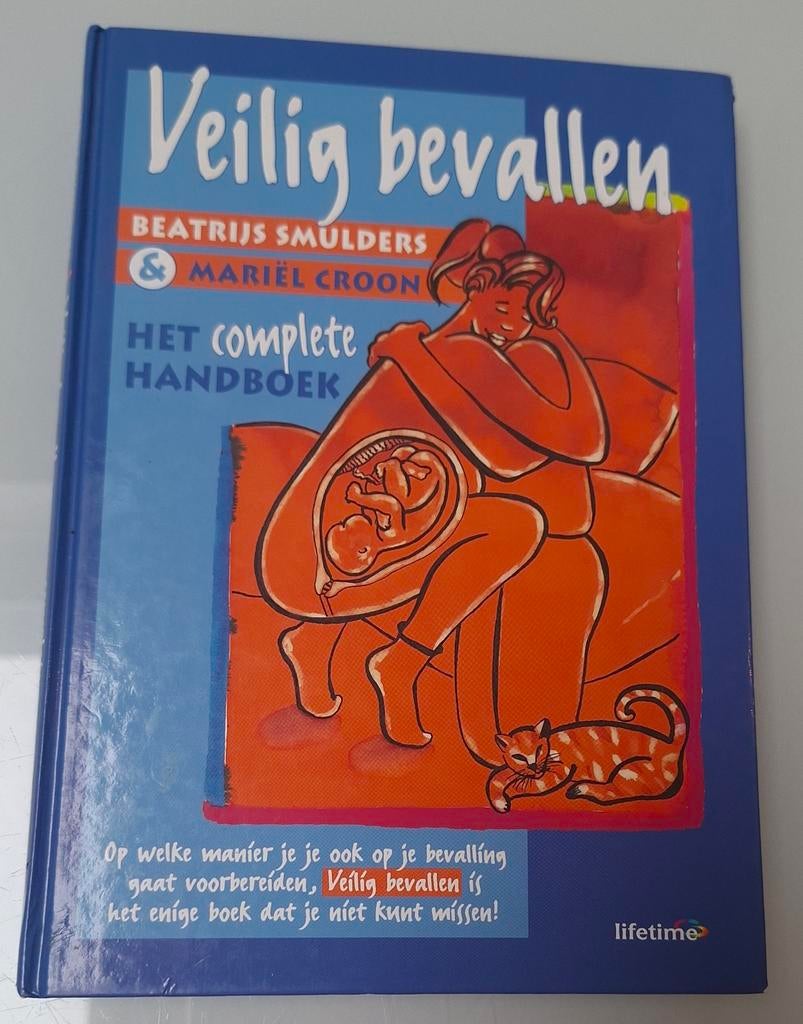 Veilig bevallen
BEATRIJS SMULDERS
& MARIËL CROON
HET complete
HANDBOEK
Op welke manier je je ook op je bevalling
gaat voorbereiden, Veilig bevallen is
het enige boek dat je niet kunt missen!
lifetime